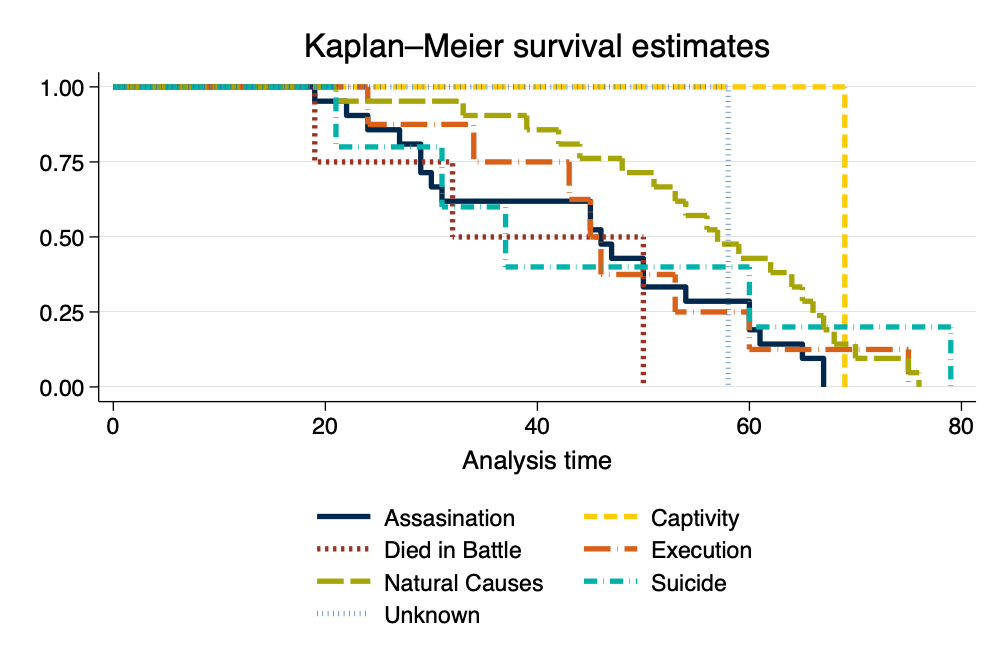 Kaplan–Meier survival estimates
1.00
0.75
0.50
0.25
0.00
0 20 40 60 80
Analysis time
Assasination Captivity
Died in Battle Execution
Natural Causes Suicide
Unknown